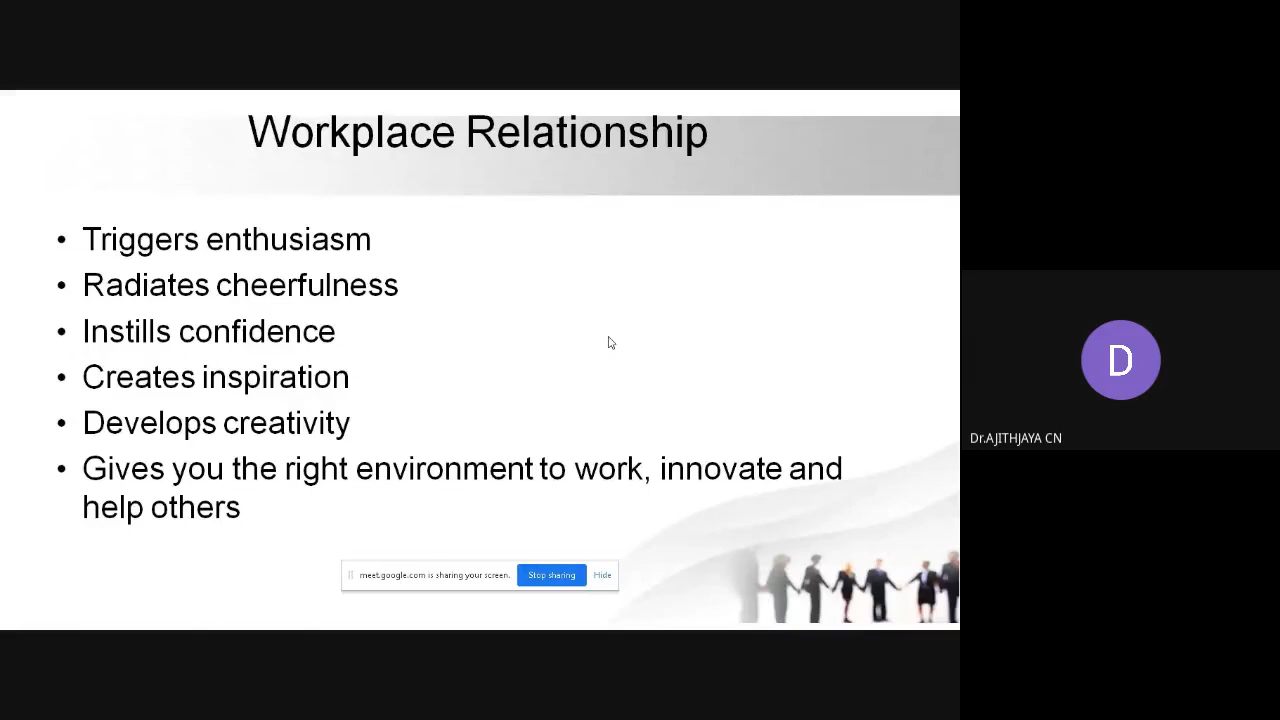 Workplace Relationship
• Triggers enthusiasm
• Radiates cheerfulness
• Instills confidence
• Creates inspiration
• Develops creativity
• Gives you the right environment to work, innovate and
help others
meet.google.com is sharing your screen. Stop sharing Hide
D
Dr.AJITHJAYA CN